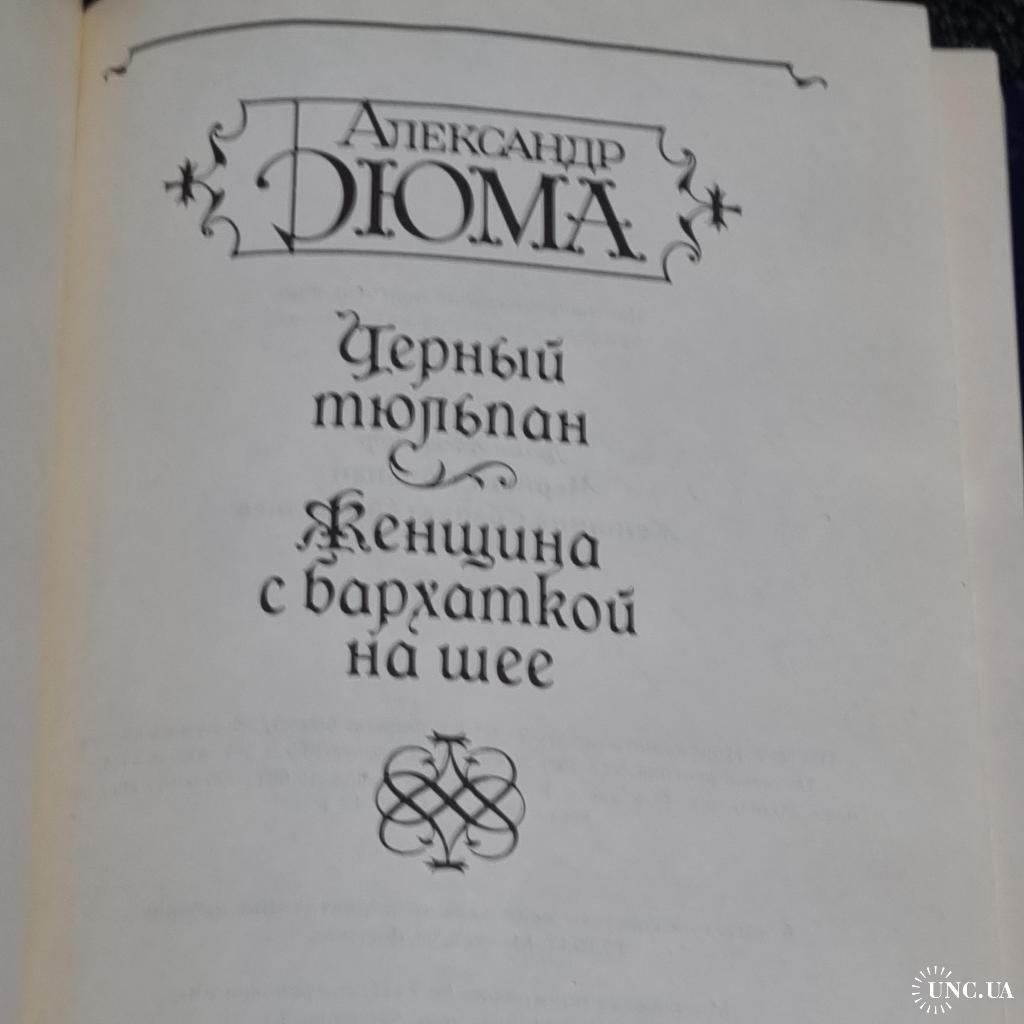 Александр
Дюма
Черный
тюльпан
Женщина
с бархаткой
на шее
UNC.UA